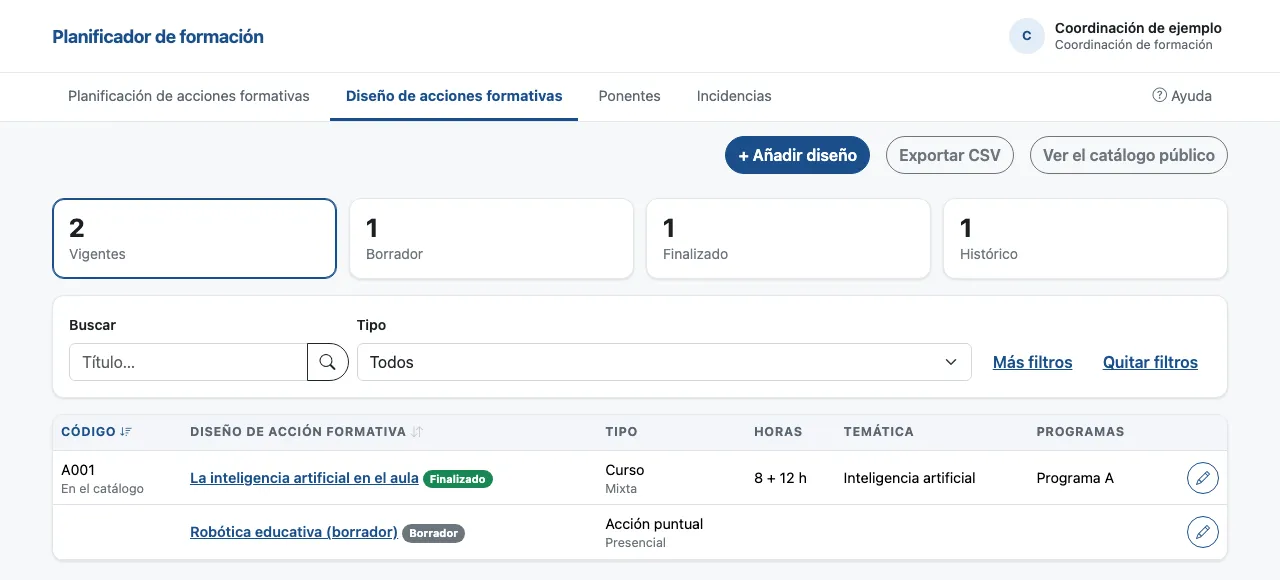 Planificador de formación
C
Coordinación de ejemplo
Coordinación de formación
Planificación de acciones formativas
Diseño de acciones formativas
Ponentes
Incidencias
? Ayuda
+ Añadir diseño
Exportar CSV
Ver el catálogo público
2
Vigentes
1
Borrador
1
Finalizado
1
Histórico
Buscar
Tipo
Título...
Todos
Más filtros
Quitar filtros
CÓDIGO DISEÑO DE ACCIÓN FORMATIVA TIPO HORAS TEMÁTICA PROGRAMAS
A001
En el catálogo
La inteligencia artificial en el aula Finalizado
Curso
Mixta
8 + 12 h
Inteligencia artificial
Programa A
Robótica educativa (borrador) Borrador
Acción puntual
Presencial